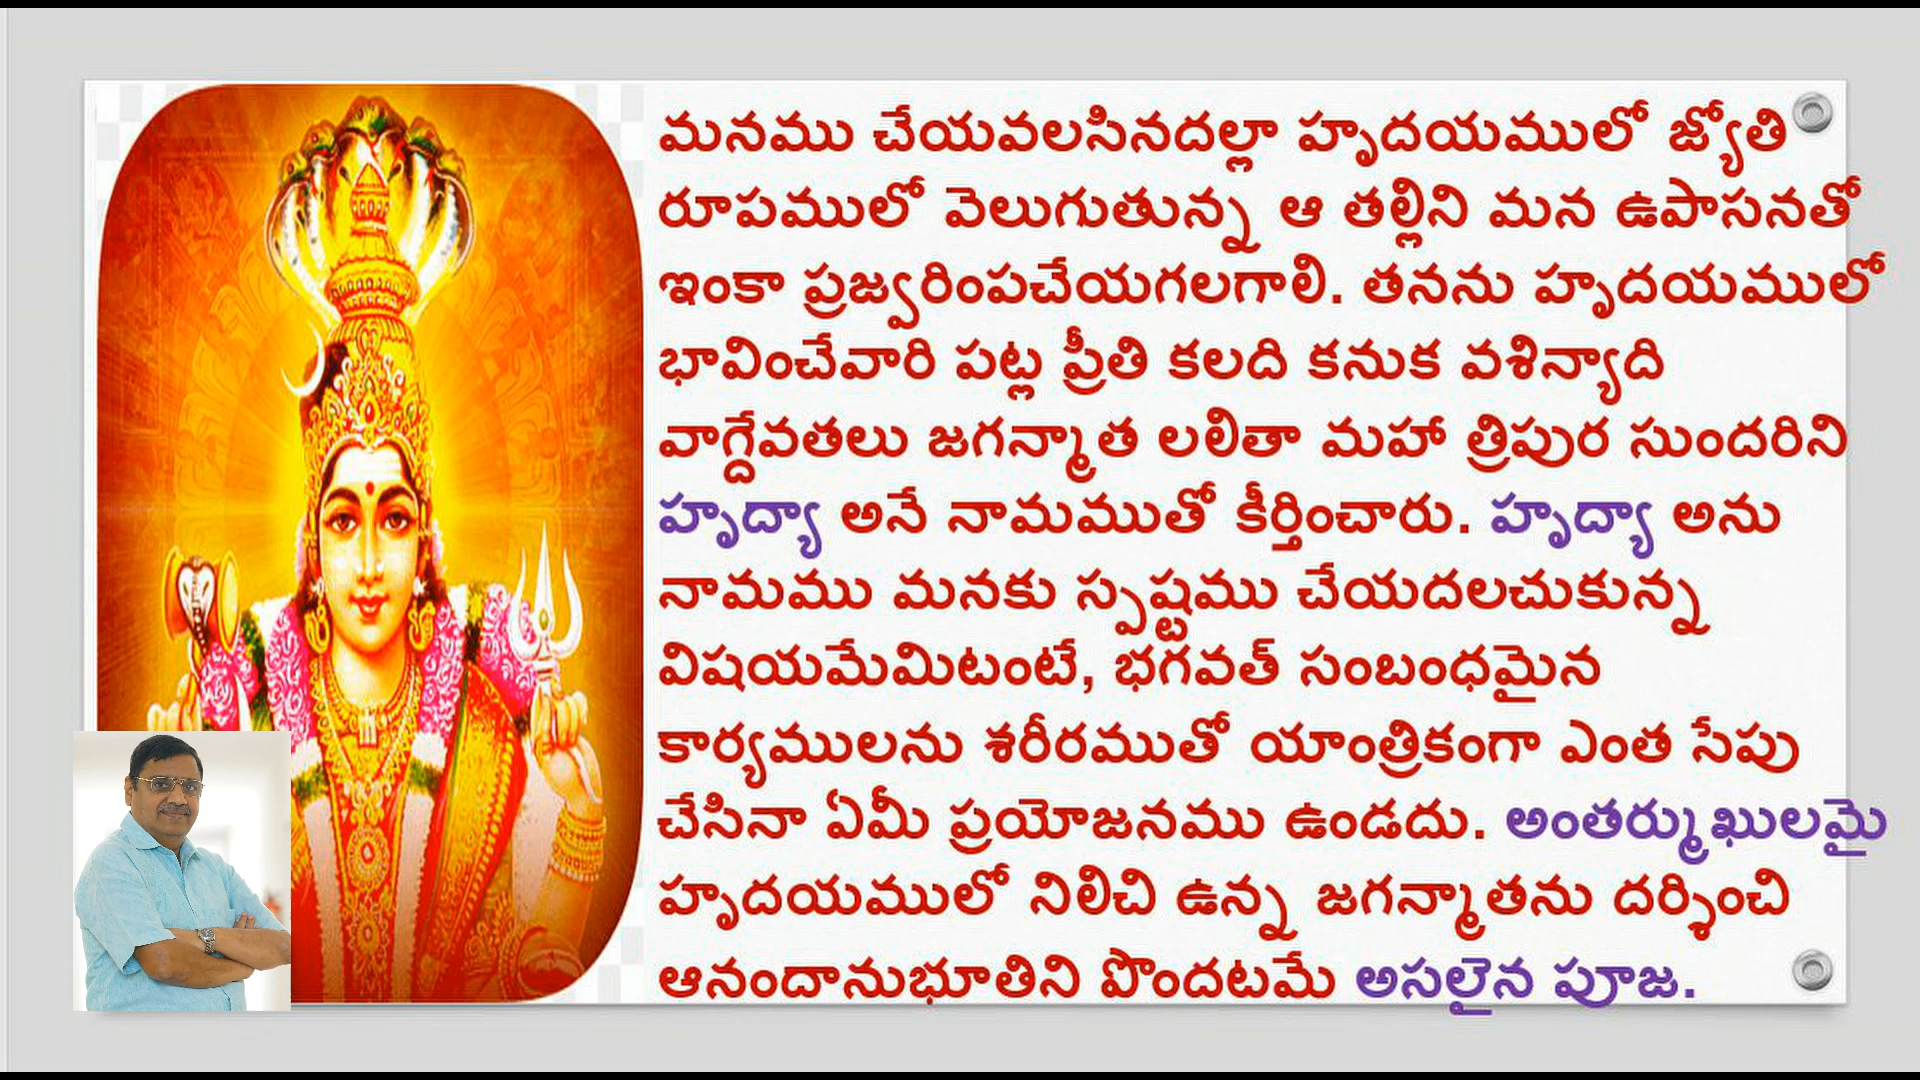 మనము చేయవలసినదల్లా హృదయములో జ్యోతి
రూపములో వెలుగుతున్న ఆ తల్లిని మన ఉపాసనతో
ఇంకా ప్రజ్వరింపచేయగలగాలి. తనను హృదయములో
భావించేవారి పట్ల ప్రీతి కలది కనుక వశిన్యాది
వాగ్దేవతలు జగన్మాత లలితా మహా త్రిపుర సుందరిని
హృద్యా అనే నామముతో కీర్తించారు. హృద్యా అను
నామము మనకు స్పష్టము చేయదలచుకున్న
విషయమేమిటంటే, భగవత్ సంబంధమైన
కార్యములను శరీరముతో యాంత్రికంగా ఎంత సేపు
చేసినా ఏమీ ప్రయోజనము ఉండదు. అంతర్ముఖులమై
హృదయములో నిలిచి ఉన్న జగన్మాతను దర్శించి
ఆనందానుభూతిని పొందటమే అసలైన పూజ.